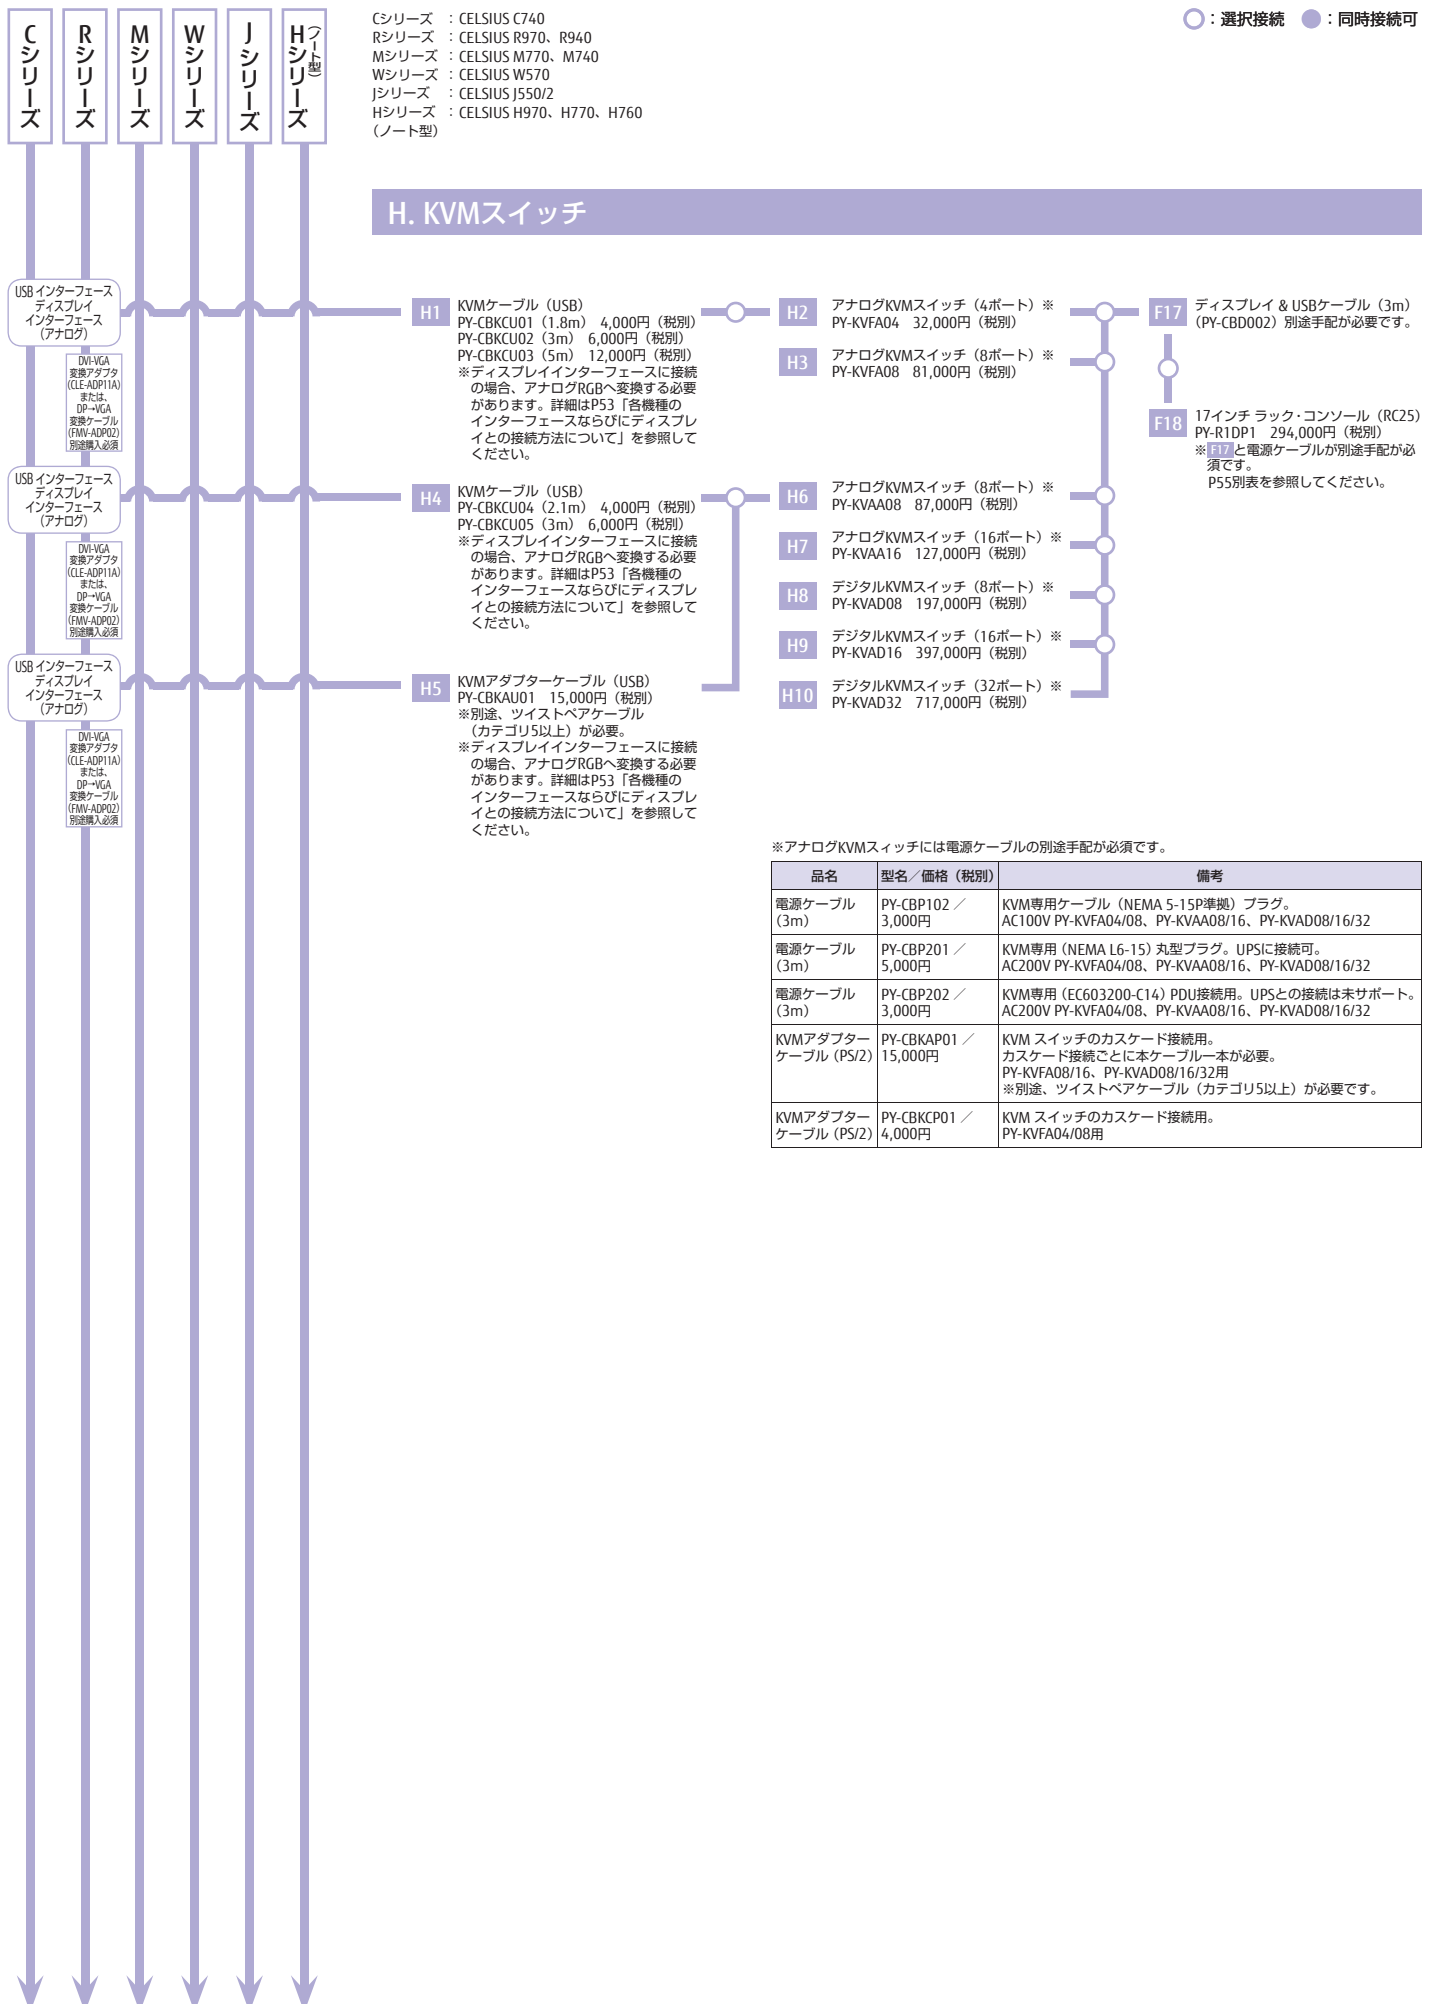 Cシリーズ
Rシリーズ
Mシリーズ
Wシリーズ
Jシリーズ
Hシリーズ（ノート型）
Cシリーズ ：CELSIUS C740
Rシリーズ ：CELSIUS R970、R940
Mシリーズ ：CELSIUS M770、M740
Wシリーズ ：CELSIUS W570
Jシリーズ ：CELSIUS J550/2
Hシリーズ ：CELSIUS H970、H770、H760
（ノート型）
：選択接続 ：同時接続可
H. KVMスイッチ
USB インターフェース
ディスプレイ
インターフェース
（アナログ）
DVI-VGA
変換アダプタ
(CLE-ADP11A)
または、
DP→VGA
変換ケーブル
(FMV-ADP02)
別途購入必須
USB インターフェース
ディスプレイ
インターフェース
（アナログ）
DVI-VGA
変換アダプタ
(CLE-ADP11A)
または、
DP→VGA
変換ケーブル
(FMV-ADP02)
別途購入必須
USB インターフェース
ディスプレイ
インターフェース
（アナログ）
DVI-VGA
変換アダプタ
(CLE-ADP11A)
または、
DP→VGA
変換ケーブル
(FMV-ADP02)
別途購入必須
H1 KVMケーブル（USB）
PY-CBKCU01（1.8m） 4,000円（税別）
PY-CBKCU02（3m） 6,000円（税別）
PY-CBKCU03（5m） 12,000円（税別）
※ディスプレイインターフェースに接続
の場合、アナログRGBへ変換する必要
があります。詳細はP53「各機種の
インターフェースならびにディスプレ
イとの接続方法について」を参照して
ください。
H4 KVMケーブル（USB）
PY-CBKCU04（2.1m） 4,000円（税別）
PY-CBKCU05（3m） 6,000円（税別）
※ディスプレイインターフェースに接続
の場合、アナログRGBへ変換する必要
があります。詳細はP53「各機種の
インターフェースならびにディスプレ
イとの接続方法について」を参照して
ください。
H5 KVMアダプターケーブル（USB）
PY-CBKAU01 15,000円（税別）
※別途、ツイストペアケーブル
（カテゴリ5以上）が必要。
※ディスプレイインターフェースに接続
の場合、アナログRGBへ変換する必要
があります。詳細はP53「各機種の
インターフェースならびにディスプレ
イとの接続方法について」を参照して
ください。
H2 アナログKVMスイッチ（4ポート）※
PY-KVFA04 32,000円（税別）
H3 アナログKVMスイッチ（8ポート）※
PY-KVFA08 81,000円（税別）
H6 アナログKVMスイッチ（8ポート）※
PY-KVAA08 87,000円（税別）
H7 アナログKVMスイッチ（16ポート）※
PY-KVAA16 127,000円（税別）
H8 デジタルKVMスイッチ（8ポート）※
PY-KVAD08 197,000円（税別）
H9 デジタルKVMスイッチ（16ポート）※
PY-KVAD16 397,000円（税別）
H10 デジタルKVMスイッチ（32ポート）※
PY-KVAD32 717,000円（税別）
F17 ディスプレイ & USBケーブル（3m）
（PY-CBD002）別途手配が必要です。
F18 17インチ ラック・コンソール（RC25）
PY-R1DP1 294,000円（税別）
※F17と電源ケーブルが別途手配が必
須です。
P55別表を参照してください。
※アナログKVMスィッチには電源ケーブルの別途手配が必須です。
品名 型名／価格（税別） 備考
電源ケーブル
（3m）
PY-CBP102 ／
3,000円
KVM専用ケーブル（NEMA 5-15P準拠）プラグ。
AC100V PY-KVFA04/08、PY-KVAA08/16、PY-KVAD08/16/32
電源ケーブル
（3m）
PY-CBP201 ／
5,000円
KVM専用（NEMA L6-15）丸型プラグ。UPSに接続可。
AC200V PY-KVFA04/08、PY-KVAA08/16、PY-KVAD08/16/32
電源ケーブル
（3m）
PY-CBP202 ／
3,000円
KVM専用（EC603200-C14）PDU接続用。UPSとの接続は未サポート。
AC200V PY-KVFA04/08、PY-KVAA08/16、PY-KVAD08/16/32
KVMアダプター
ケーブル（PS/2）
PY-CBKAP01 ／
15,000円
KVM スイッチのカスケード接続用。
カスケード接続ごとに本ケーブル一本が必要。
PY-KVFA08/16、PY-KVAD08/16/32用
※別途、ツイストペアケーブル（カテゴリ5以上）が必要です。
KVMアダプター
ケーブル（PS/2）
PY-CBKCP01 ／
4,000円
KVM スイッチのカスケード接続用。
PY-KVFA04/08用